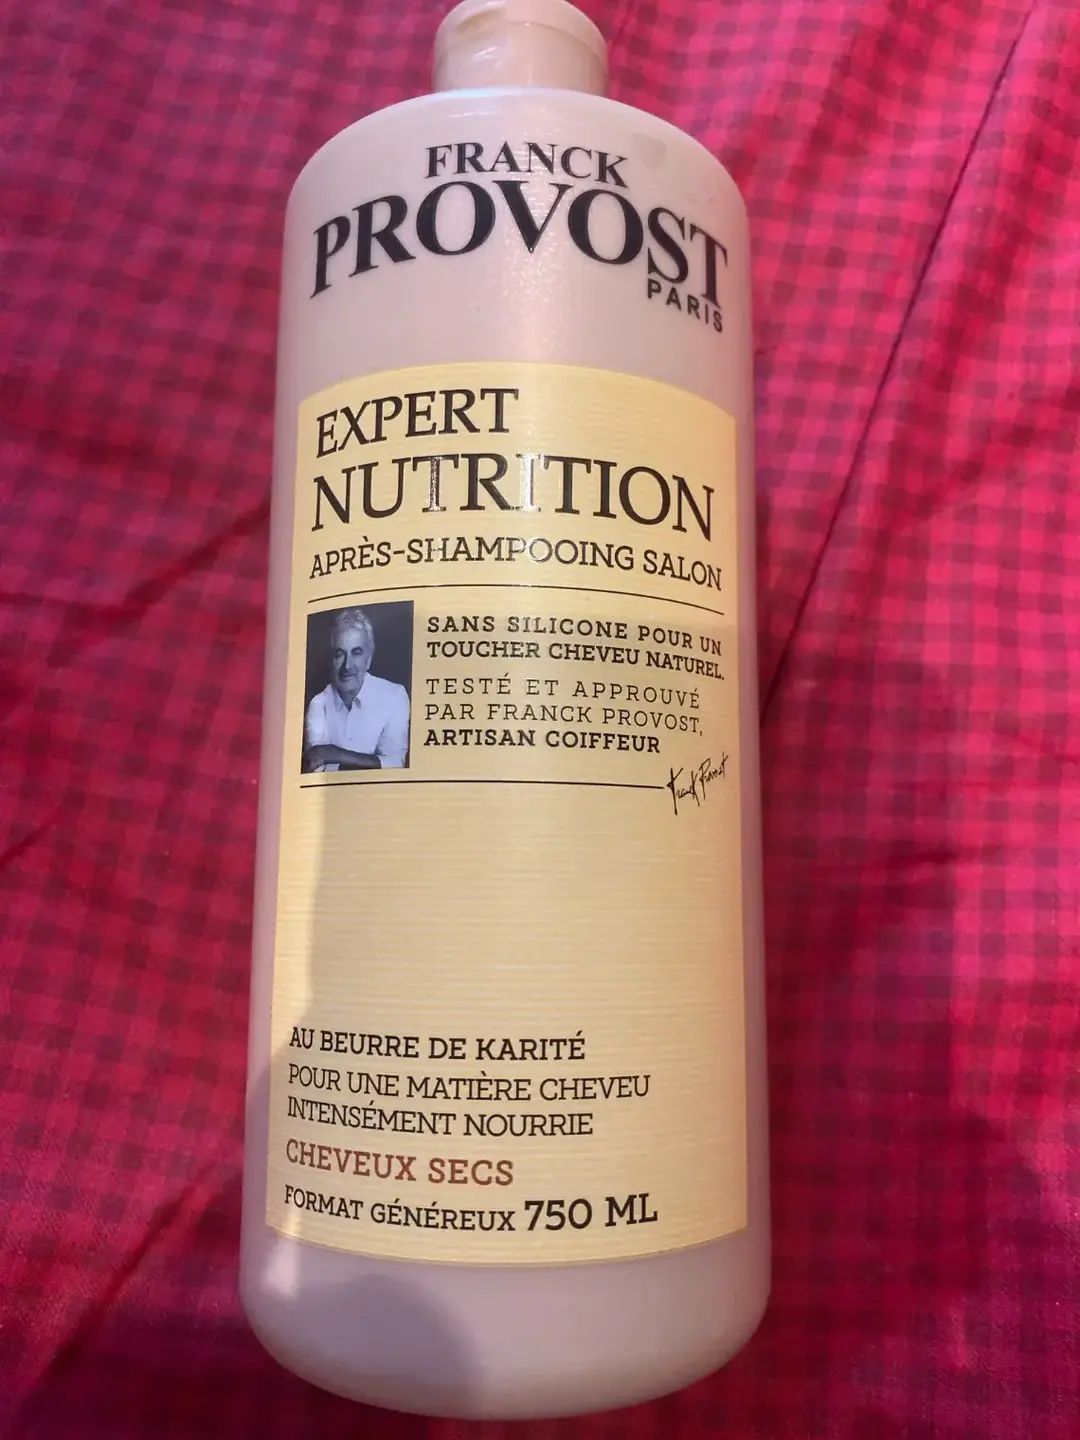 FRANCK
PROVOST
PARIS
EXPERT
NUTRITION
APRÈS-SHAMPOOING SALON
SANS SILICONE POUR UN
TOUCHER CHEVEU NATUREL.
TESTÉ ET APPROUVÉ
PAR FRANCK PROVOST,
ARTISAN COIFFEUR
Franck Provost
AU BEURRE DE KARITÉ
POUR UNE MATIÈRE CHEVEU
INTENSÉMENT NOURRIE
CHEVEUX SECS
FORMAT GÉNÉREUX 750 ML